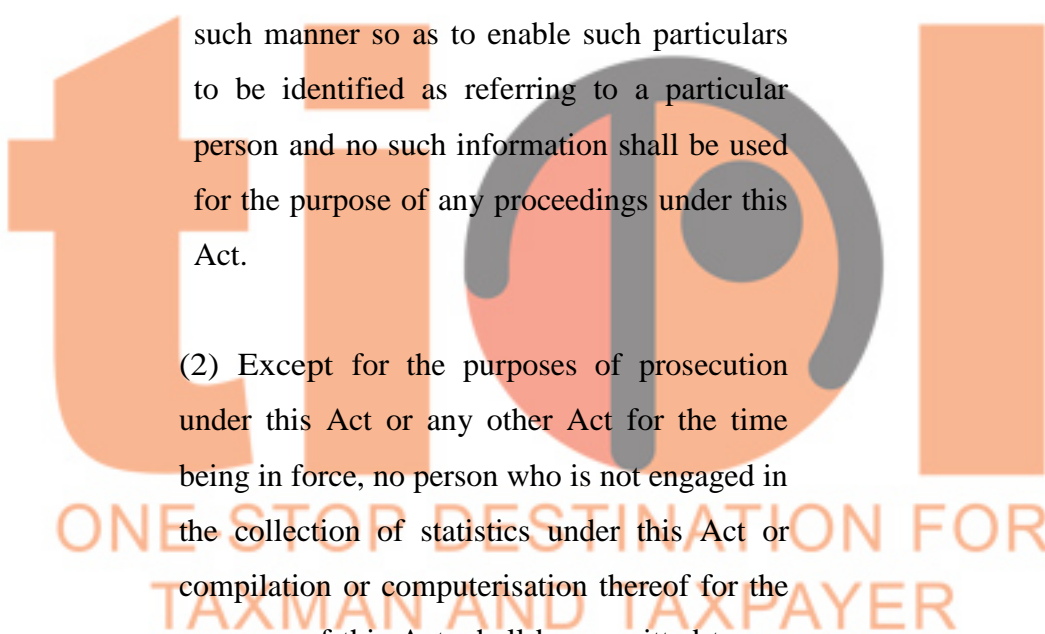 such manner so as to enable such particulars
to be identified as referring to a particular
person and no such information shall be used
for the purpose of any proceedings under this
Act.
(2) Except for the purposes of prosecution
under this Act or any other Act for the time
being in force, no person who is not engaged in
the collection of statistics under this Act or
compilation or computerisation thereof for the
of this Act
tiol
ONE STOP DESTINATION FOR
TAXMAN AND TAXPAYER